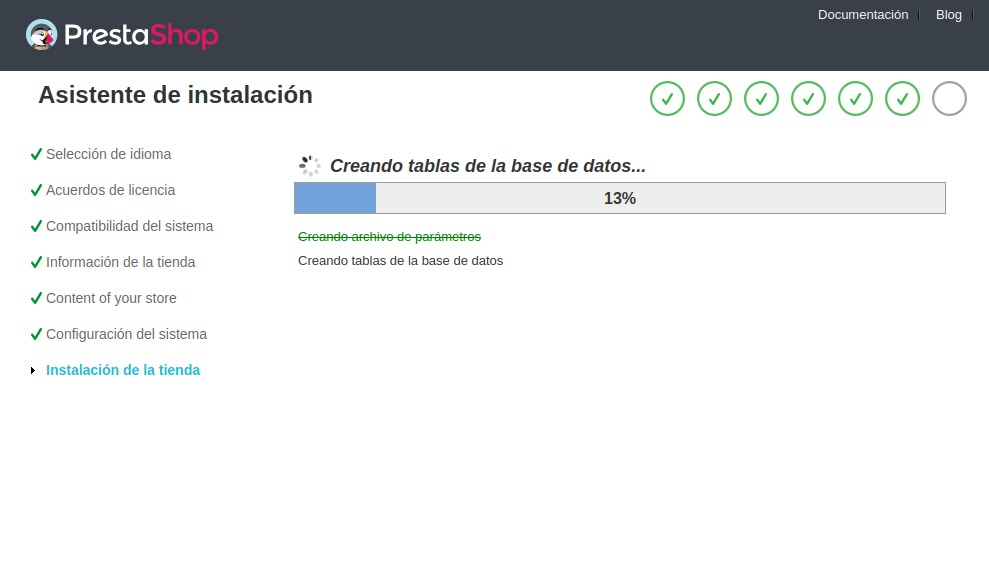 Documentación
Blog
PrestaShop
Asistente de instalación
Selección de idioma
Acuerdos de licencia
Compatibilidad del sistema
Información de la tienda
Content of your store
Configuración del sistema
Instalación de la tienda
Creando tablas de la base de datos...
13%
Creando archivo de parámetros
Creando tablas de la base de datos